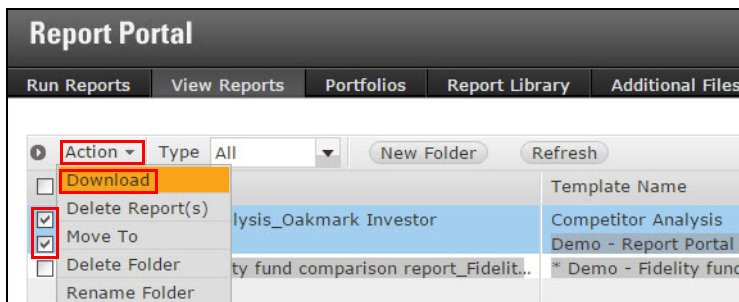 Report Portal
Run Reports View Reports Portfolios Report Library Additional Files
Action Type All New Folder Refresh
Download Template Name
Delete Report(s) lysis_Oakmark Investor Competitor Analysis
Move To Demo - Report Portal
Delete Folder ty fund comparison report_Fidelit... * Demo - Fidelity fund
Rename Folder